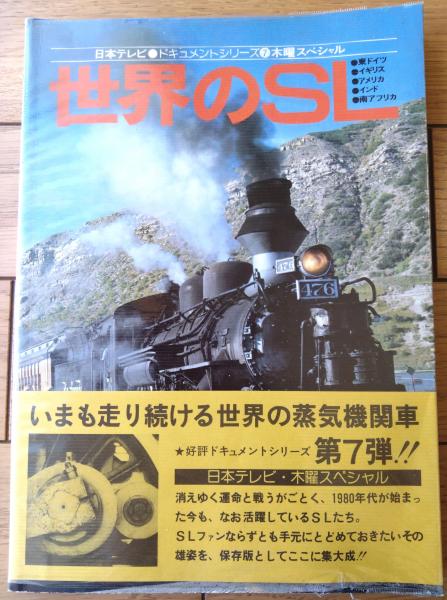 日本テレビ●ドキュメントシリーズ⑦木曜スペシャル
世界のSL
●東ドイツ
●イギリス
●アメリカ
●インド
●南アフリカ
476
476
いまも走り続ける世界の蒸気機関車
★好評ドキュメントシリーズ 第7弾!!
日本テレビ・木曜スペシャル
消えゆく運命と戦うがごとく、1980年代が始まっ
た今も、なお活躍しているSLたち。
SLファンならずとも手元にとどめておきたいその
雄姿を、保存版としてここに集大成!!